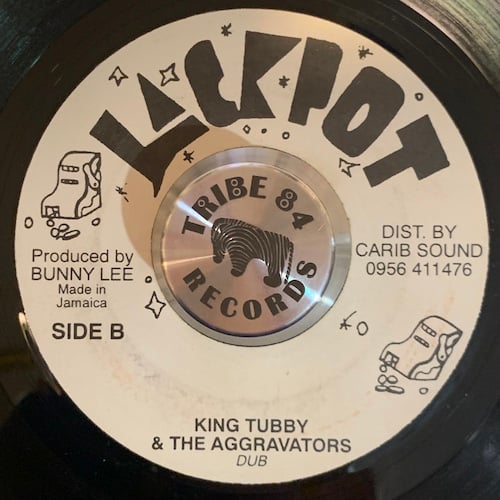 JACKPOT
TRIBE 84
RECORDS
Produced by
BUNNY LEE
Made in
Jamaica
SIDE B
DIST. BY
CARIB SOUND
0956 411476
KING TUBBY
& THE AGGRAVATORS
DUB